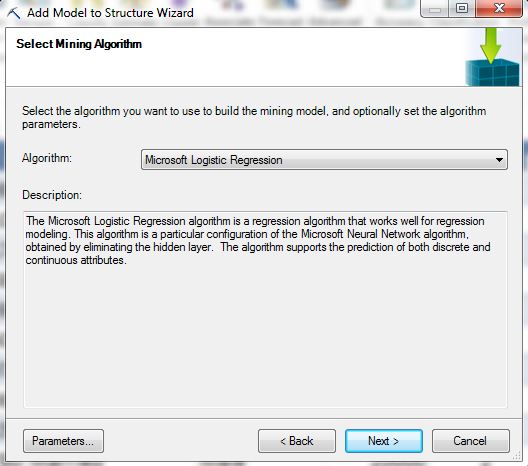 Add Model to Structure Wizard
Select Mining Algorithm
Select the algorithm you want to use to build the mining model, and optionally set the algorithm
parameters.
Algorithm:
Microsoft Logistic Regression
Description:
The Microsoft Logistic Regression algorithm is a regression algorithm that works well for regression
modeling. This algorithm is a particular configuration of the Microsoft Neural Network algorithm,
obtained by eliminating the hidden layer.  The algorithm supports the prediction of both discrete and
continuous attributes.
Parameters...
< Back
Next >
Cancel